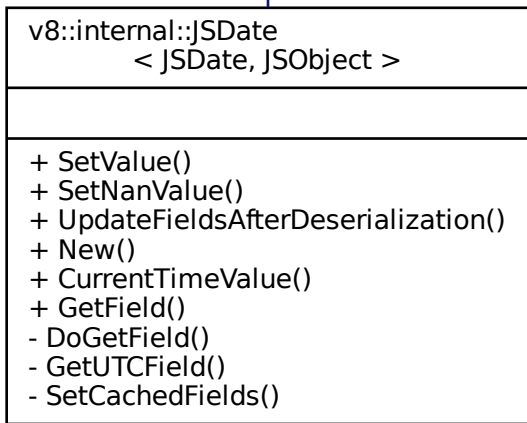 v8::internal::JSDate
< JSDate, JSObject >
+ SetValue()
+ SetNanValue()
+ UpdateFieldsAfterDeserialization()
+ New()
+ CurrentTimeValue()
+ GetField()
- DoGetField()
- GetUTCField()
- SetCachedFields()